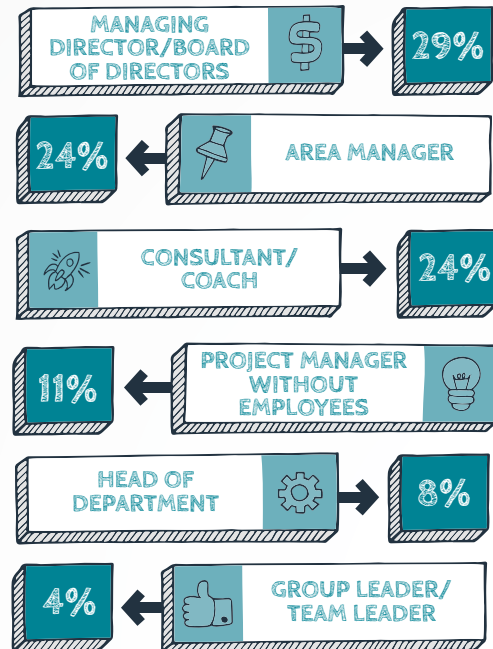 MANAGING
DIRECTOR/BOARD
OF DIRECTORS
$
29%
24%
AREA MANAGER
CONSULTANT/
COACH
24%
11%
PROJECT MANAGER
WITHOUT
EMPLOYEES
HEAD OF
DEPARTMENT
8%
4%
GROUP LEADER/
TEAM LEADER